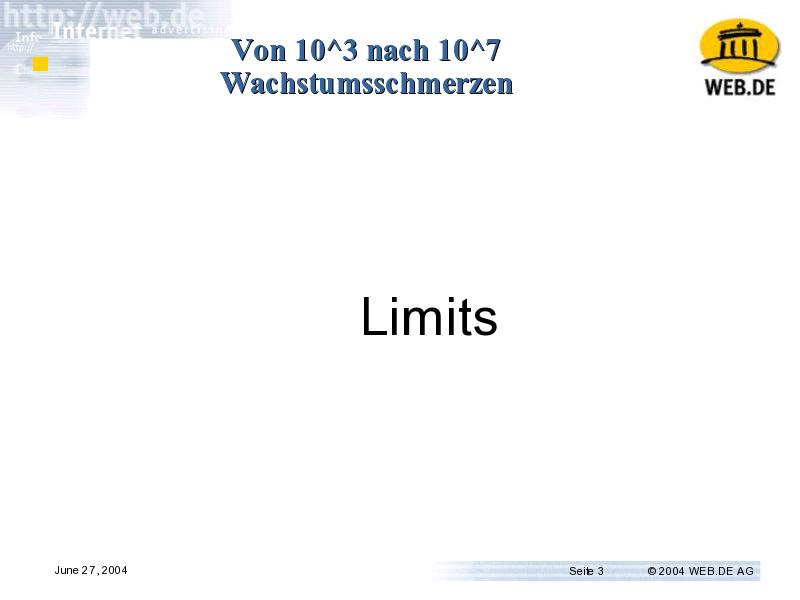 http://web.de
Internet advertising
Info
http://
Von 10^3 nach 10^7
Wachstumsschmerzen
WEB.DE
Limits
June 27, 2004
Seite 3
© 2004 WEB.DE AG